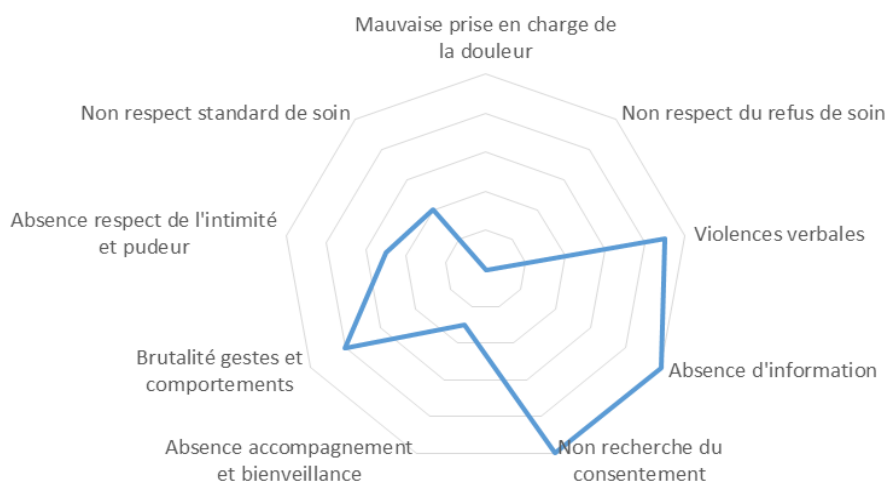 Mauvaise prise en charge de
la douleur
Non respect du refus de soin
Violences verbales
Absence d'information
Non recherche du
consentement
Absence accompagnement
et bienveillance
Brutalité gestes et
comportements
Absence respect de l'intimité
et pudeur
Non respect standard de soin